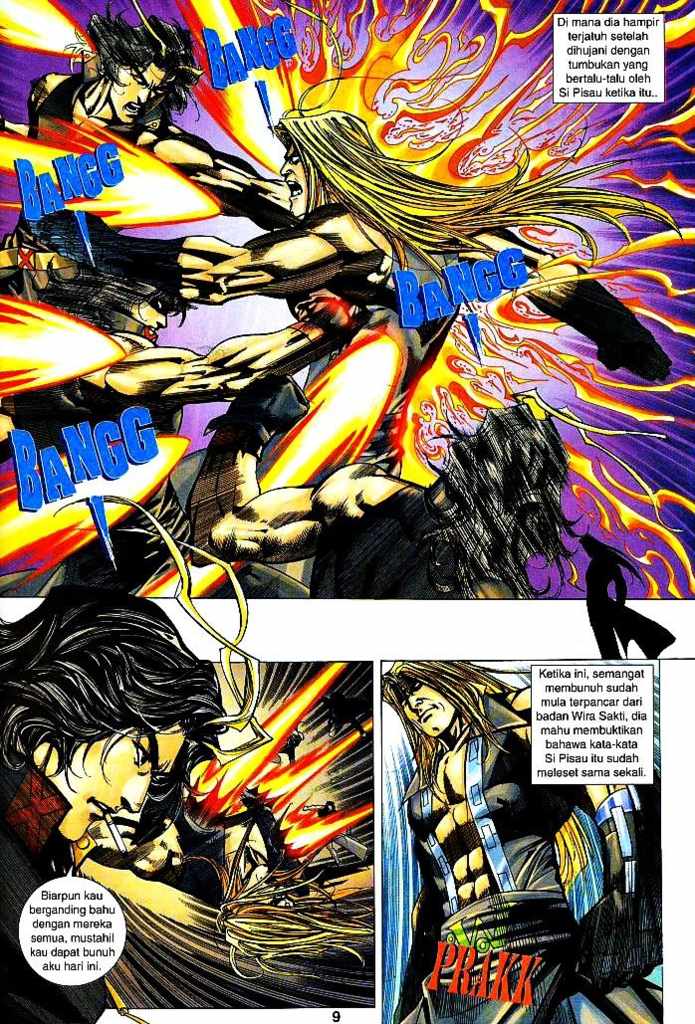 Di mana dia hampir
terjatuh setelah
dihujani dengan
tumbukan yang
bertalu-talu oleh
Si Pisau ketika itu..
BANGG
BANGG
BANGG
BANGG
Ketika ini, semangat
membunuh sudah
mula terpancar dari
badan Wira Sakti, dia
mahu membuktikan
bahawa kata-kata
Si Pisau itu sudah
meleset sama sekali.
Biarpun kau
berganding bahu
dengan mereka
semua, mustahil
kau dapat bunuh
aku hari ini.
PRAKK
9